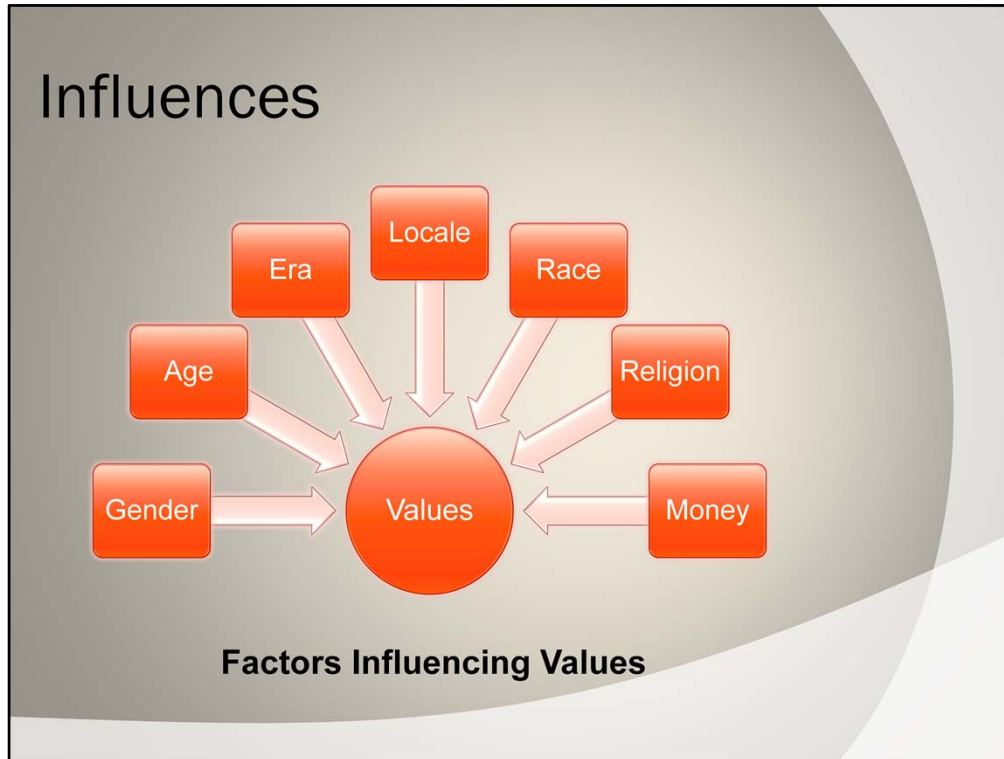 Influences
Locale
Era
Race
Age
Religion
Gender
Values
Money
Factors Influencing Values